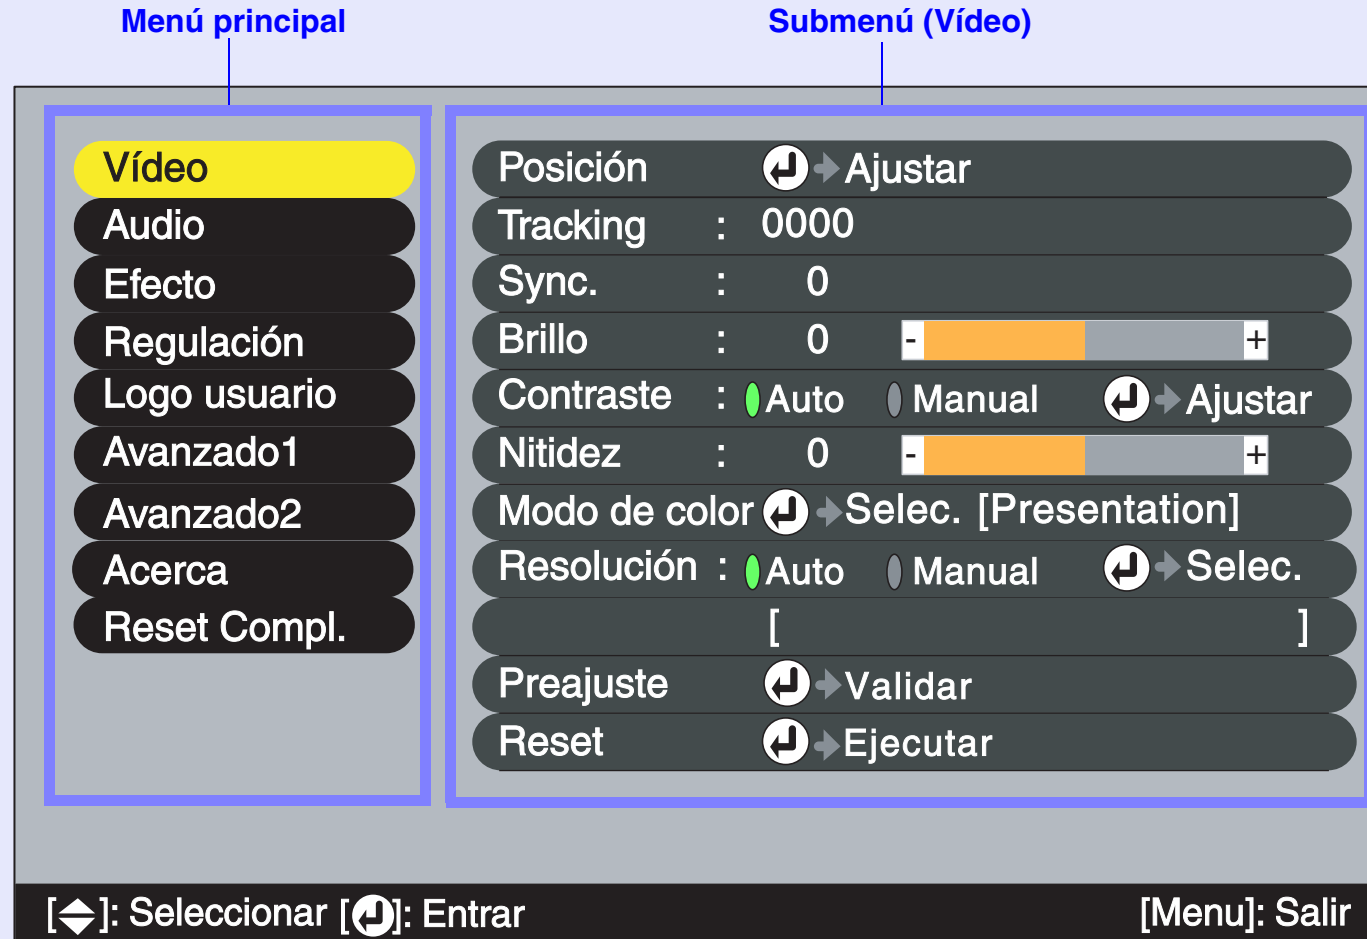 Menú principal
Submenú (Vídeo)
Vídeo
Audio
Efecto
Regulación
Logo usuario
Avanzado1
Avanzado2
Acerca
Reset Compl.
Posición Ajustar
Tracking : 0000
Sync. : 0
Brillo : 0 - +
Contraste : Auto Manual Ajustar
Nitidez : 0 - +
Modo de color Selec. [Presentation]
Resolución : Auto Manual Selec.
[ ]
Preajuste Validar
Reset Ejecutar
[ ]: Seleccionar [ ]: Entrar [Menu]: Salir